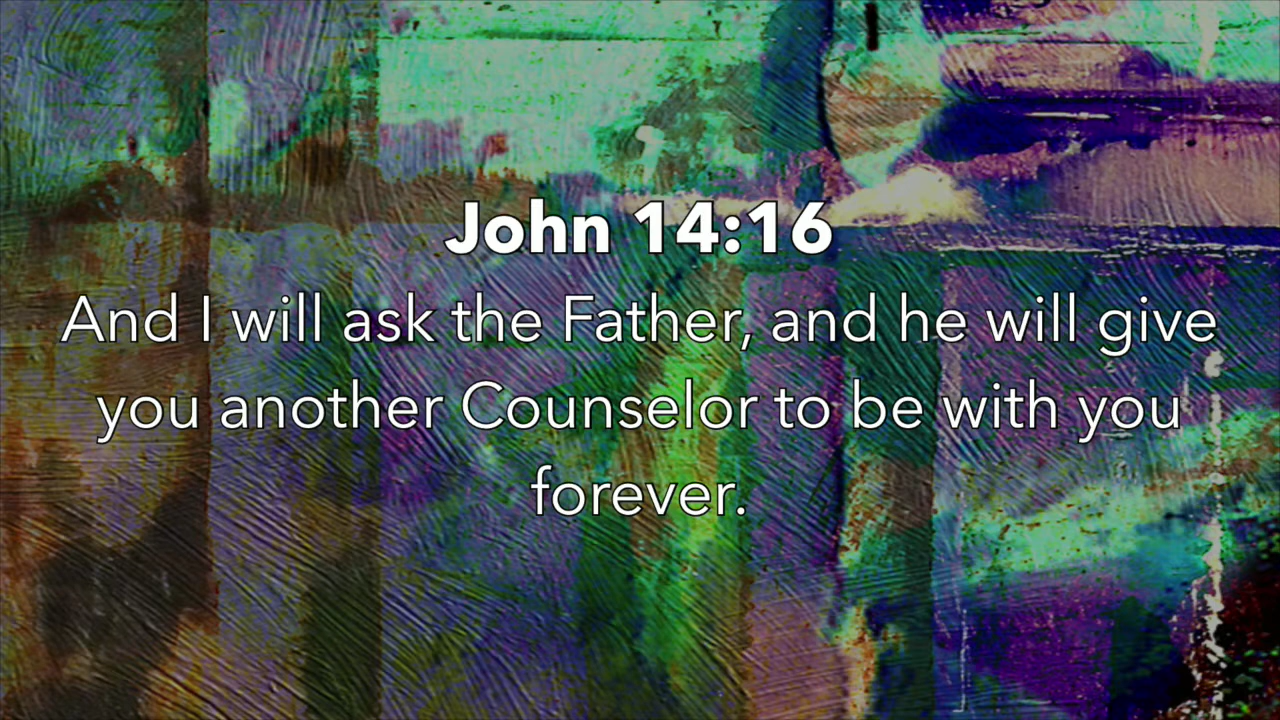 John 14:16
And I will ask the Father, and he will give
you another Counselor to be with you
forever.